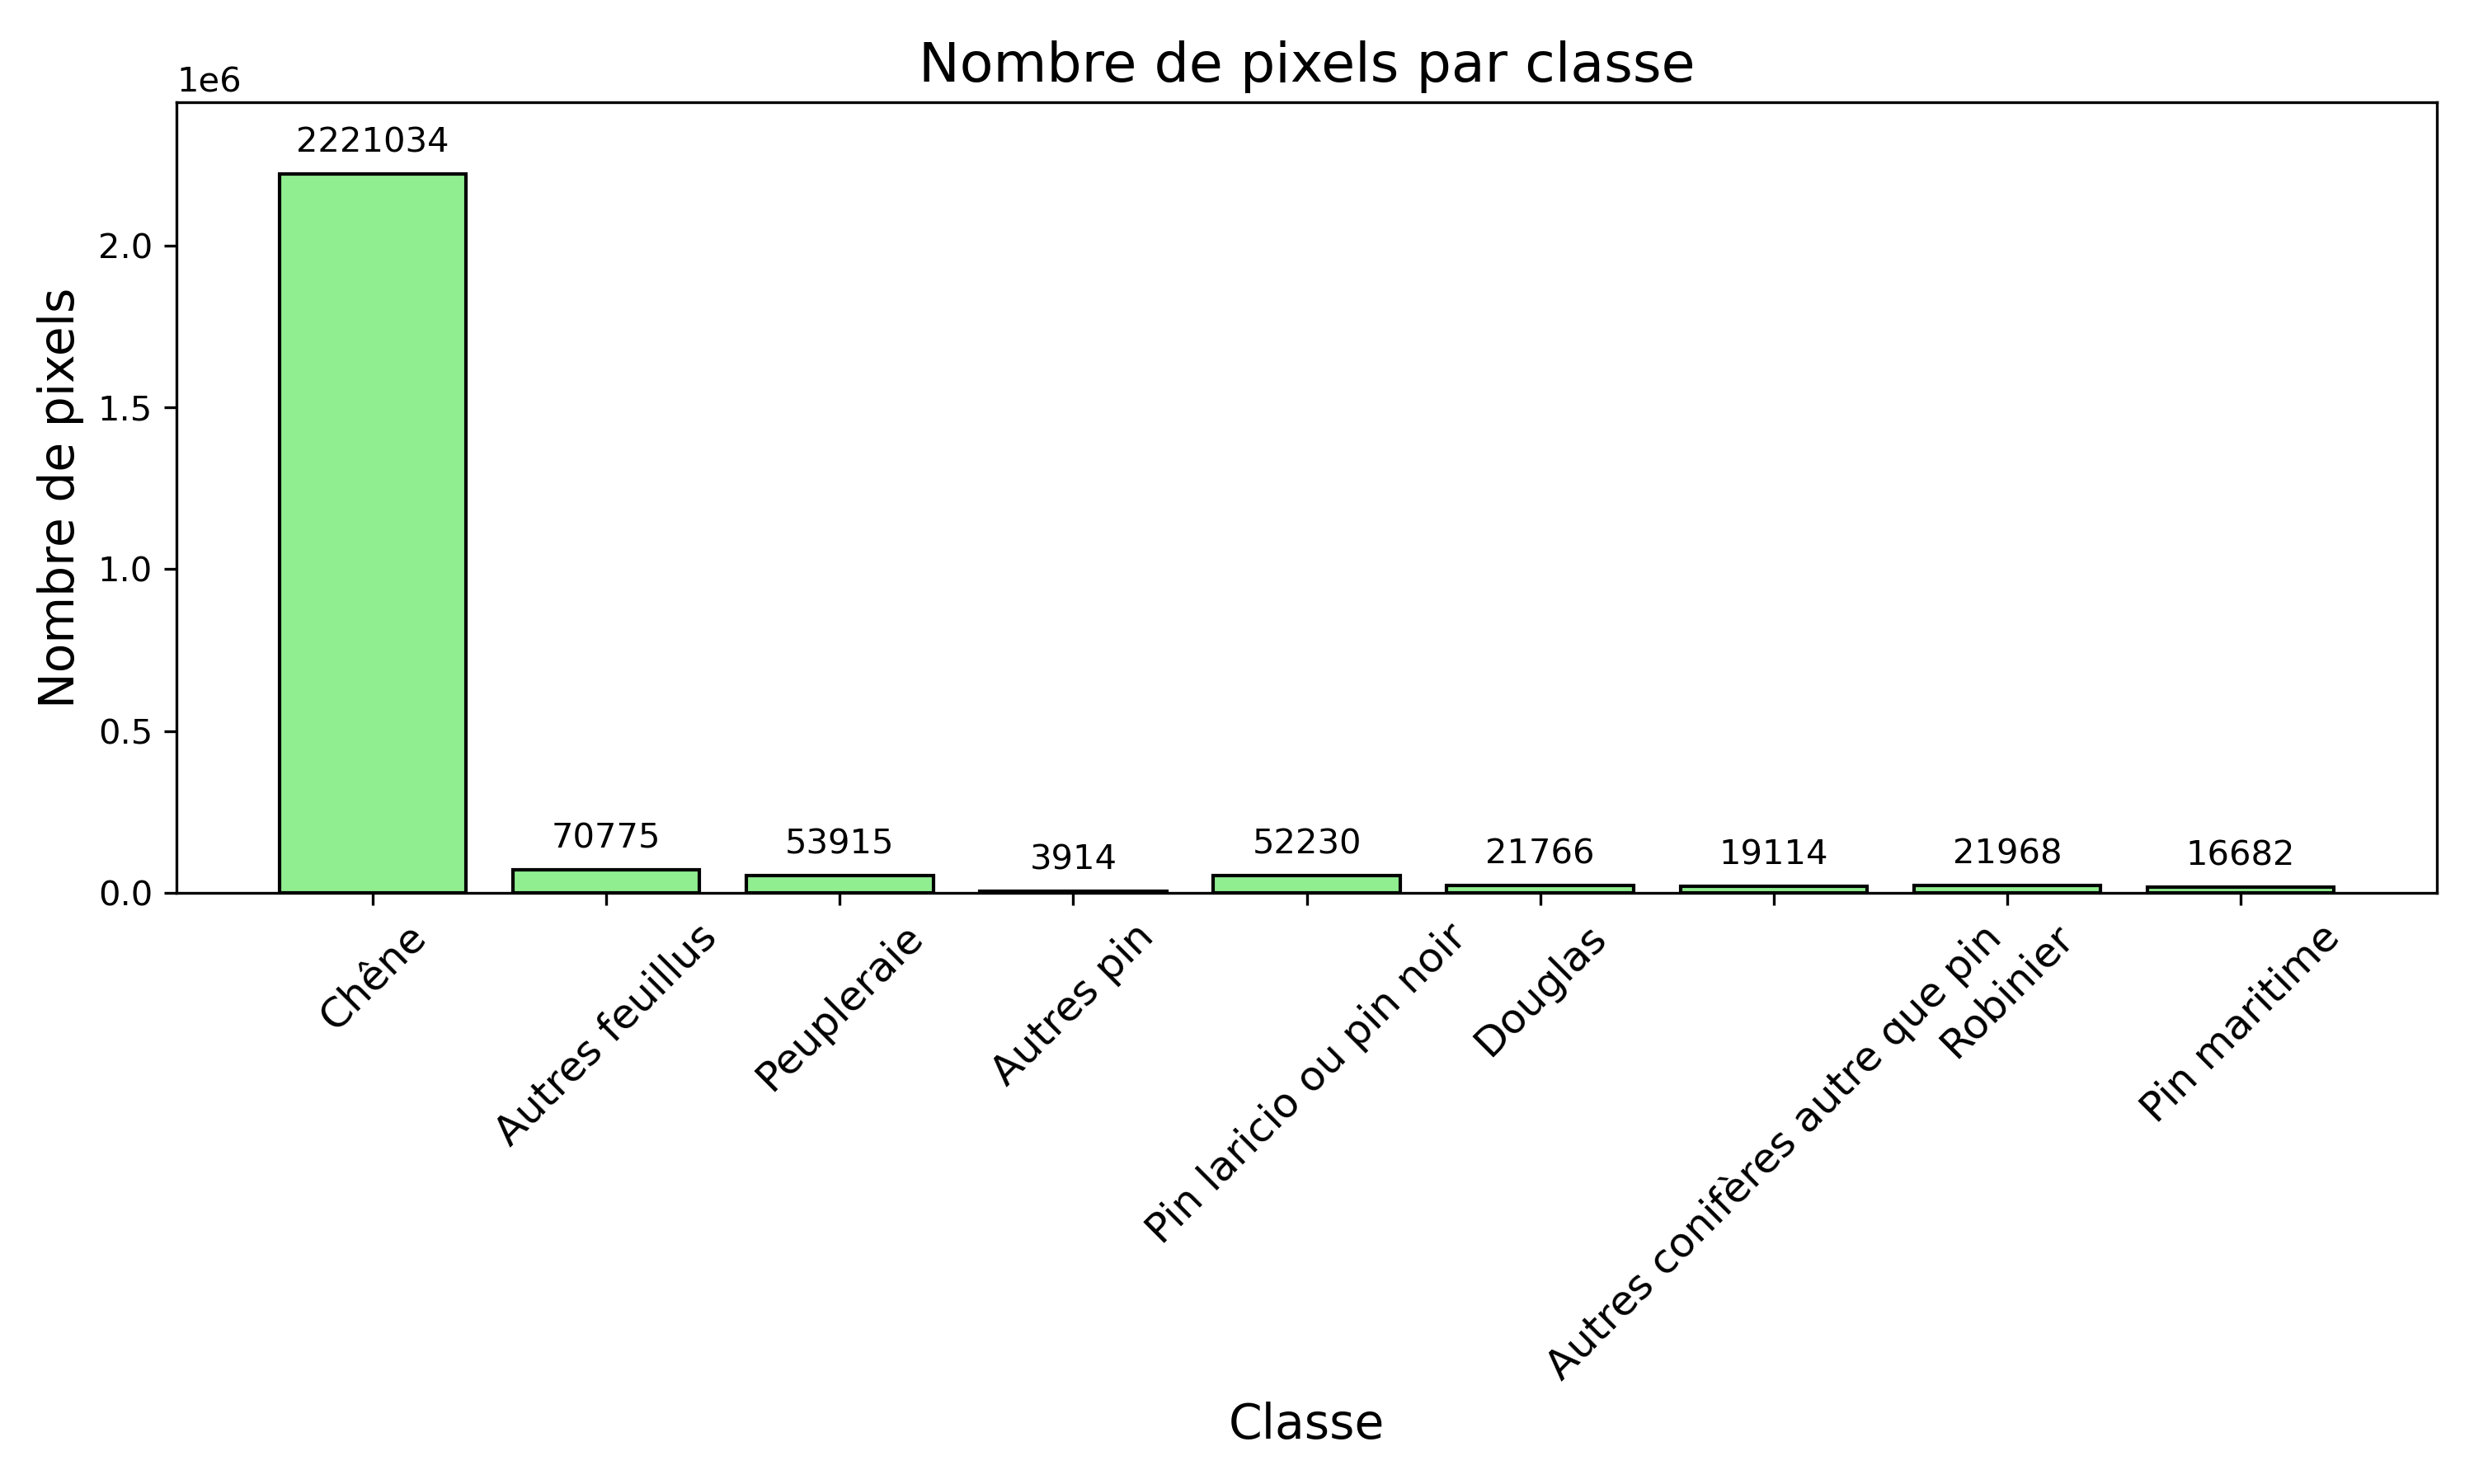 Nombre de pixels par classe
1e6
Nombre de pixels
2.0
1.5
1.0
0.5
0.0
2221034
70775
53915
3914
52230
21766
19114
21968
16682
Chêne
Autres feuillus
Peupleraie
Autres pin
Pin laricio ou pin noir
Douglas
Autres conifères autre que pin
Robinier
Pin maritime
Classe